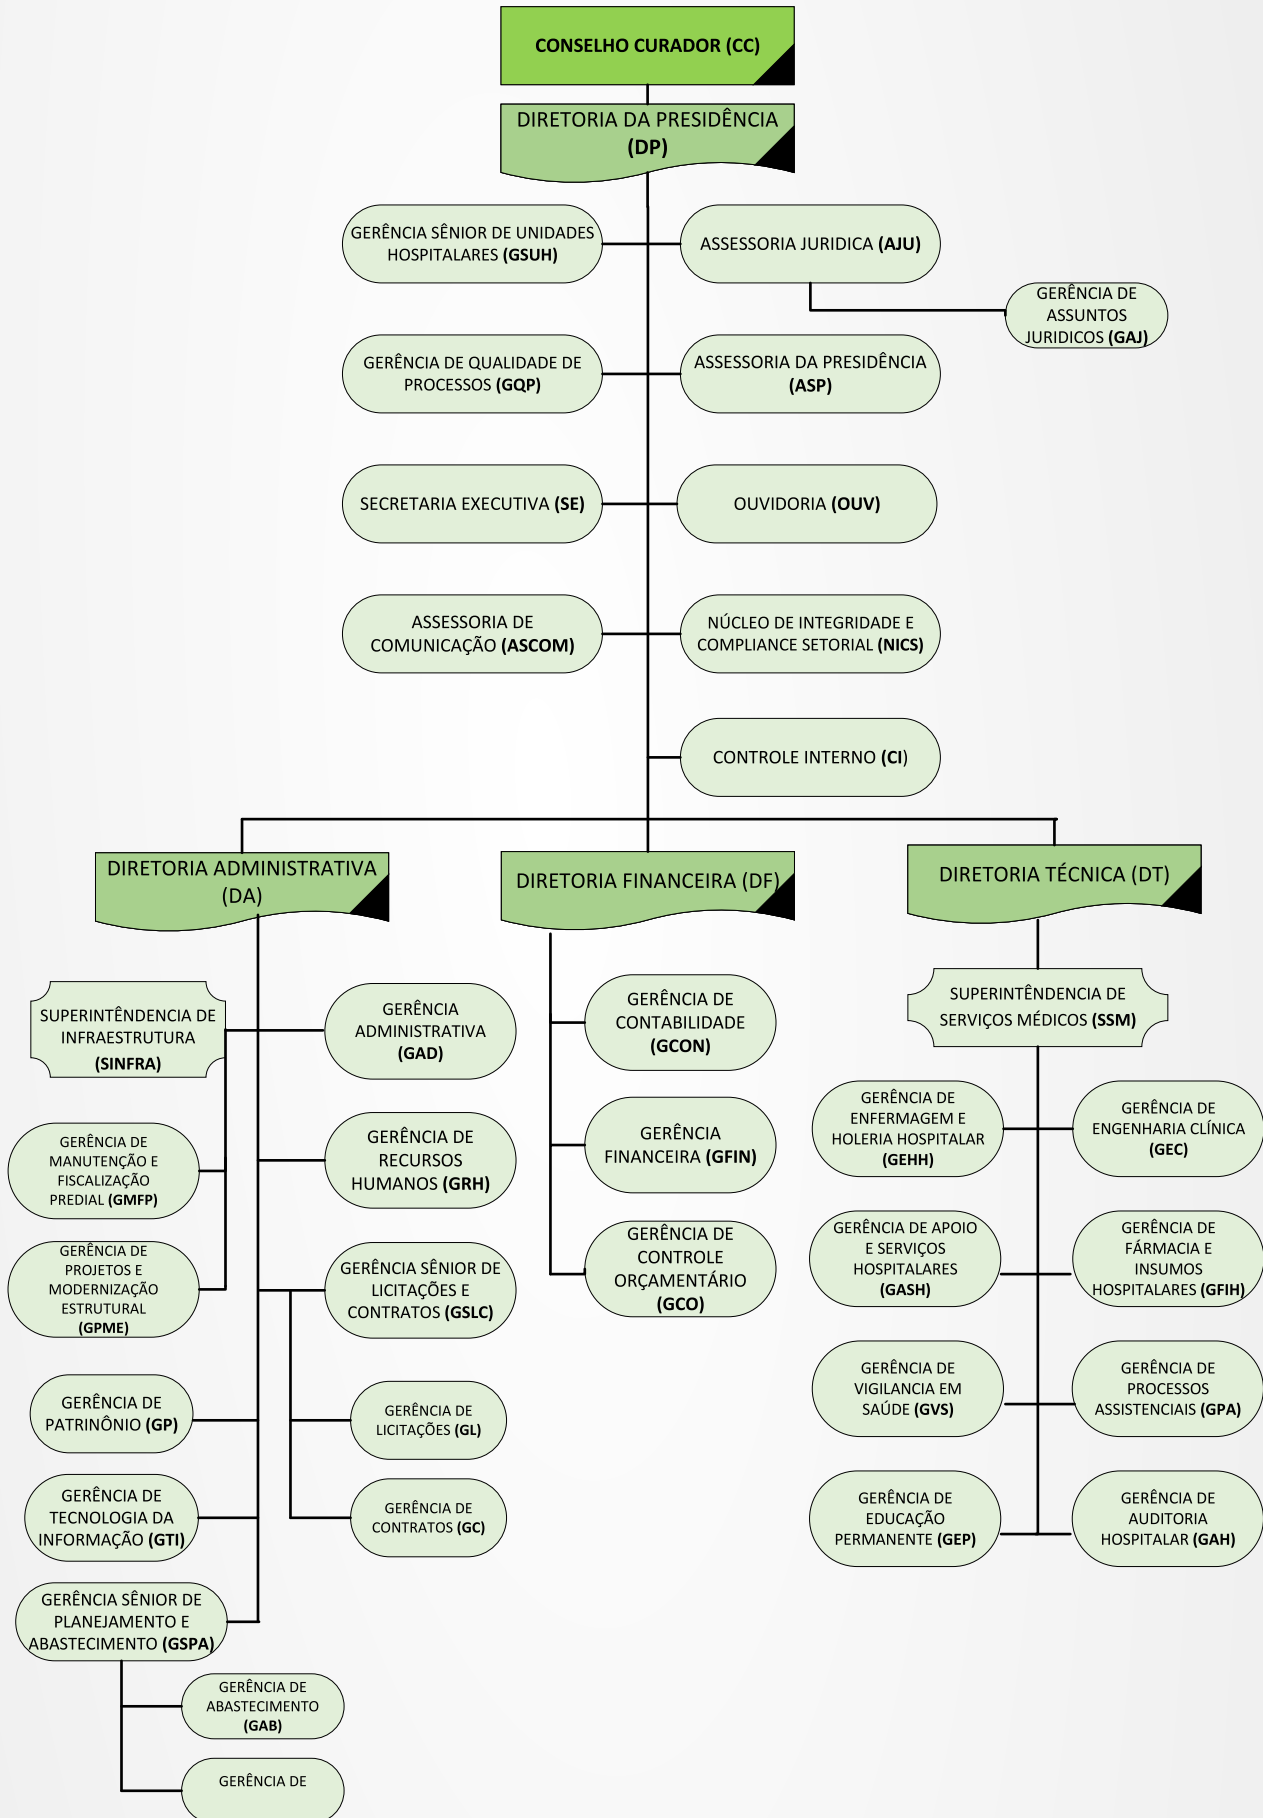 CONSELHO CURADOR (CC)
DIRETORIA DA PRESIDÊNCIA
(DP)
GERÊNCIA SÊNIOR DE UNIDADES
HOSPITALARES (GSUH)
ASSESSORIA JURIDICA (AJU)
GERÊNCIA DE
ASSUNTOS
JURIDICOS (GAJ)
GERÊNCIA DE QUALIDADE DE
PROCESSOS (GQP)
ASSESSORIA DA PRESIDÊNCIA
(ASP)
SECRETARIA EXECUTIVA (SE)
OUVIDORIA (OUV)
ASSESSORIA DE
COMUNICAÇÃO (ASCOM)
NÚCLEO DE INTEGRIDADE E
COMPLIANCE SETORIAL (NICS)
CONTROLE INTERNO (CI)
DIRETORIA ADMINISTRATIVA
(DA)
DIRETORIA FINANCEIRA (DF)
DIRETORIA TÉCNICA (DT)
SUPERINTÊNDENCIA DE
INFRAESTRUTURA
(SINFRA)
GERÊNCIA
ADMINISTRATIVA
(GAD)
GERÊNCIA DE
MANUTENÇÃO E
FISCALIZAÇÃO
PREDIAL (GMFP)
GERÊNCIA DE
RECURSOS
HUMANOS (GRH)
GERÊNCIA DE
PROJETOS E
MODERNIZAÇÃO
ESTRUTURAL
(GPME)
GERÊNCIA SÊNIOR DE
LICITAÇÕES E
CONTRATOS (GSLC)
GERÊNCIA DE
PATRINÔNIO (GP)
GERÊNCIA DE
LICITAÇÕES (GL)
GERÊNCIA DE
TECNOLOGIA DA
INFORMAÇÃO (GTI)
GERÊNCIA DE
CONTRATOS (GC)
GERÊNCIA SÊNIOR DE
PLANEJAMENTO E
ABASTECIMENTO (GSPA)
GERÊNCIA DE
ABASTECIMENTO
(GAB)
GERÊNCIA DE
GERÊNCIA DE
CONTABILIDADE
(GCON)
GERÊNCIA
FINANCEIRA (GFIN)
GERÊNCIA DE
CONTROLE
ORÇAMENTÁRIO
(GCO)
SUPERINTÊNDENCIA DE
SERVIÇOS MÉDICOS (SSM)
GERÊNCIA DE
ENFERMAGEM E
HOLERIA HOSPITALAR
(GEHH)
GERÊNCIA DE
ENGENHARIA CLÍNICA
(GEC)
GERÊNCIA DE APOIO
E SERVIÇOS
HOSPITALARES
(GASH)
GERÊNCIA DE
FÁRMACIA E
INSUMOS
HOSPITALARES (GFIH)
GERÊNCIA DE
VIGILANCIA EM
SAÚDE (GVS)
GERÊNCIA DE
PROCESSOS
ASSISTENCIAIS (GPA)
GERÊNCIA DE
EDUCAÇÃO
PERMANENTE (GEP)
GERÊNCIA DE
AUDITORIA
HOSPITALAR (GAH)